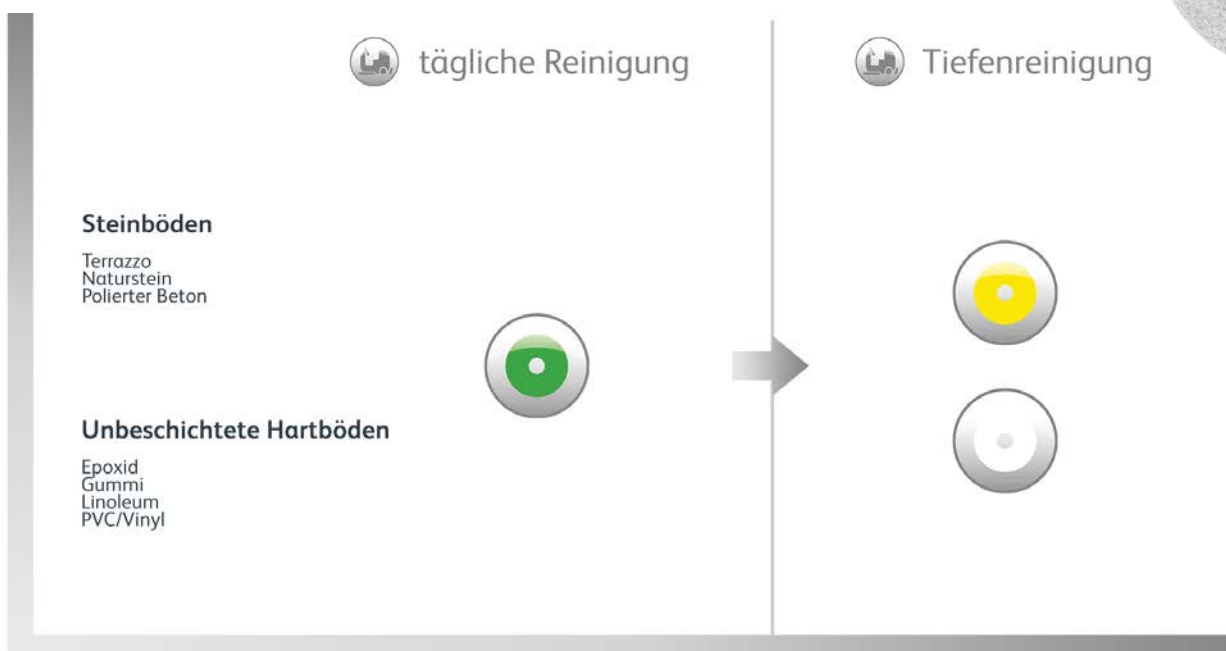 tägliche Reinigung
Tiefenreinigung
Steinböden
Terrazzo
Naturstein
Polierter Beton
Unbeschichtete Hartböden
Epoxid
Gummi
Linoleum
PVC/Vinyl